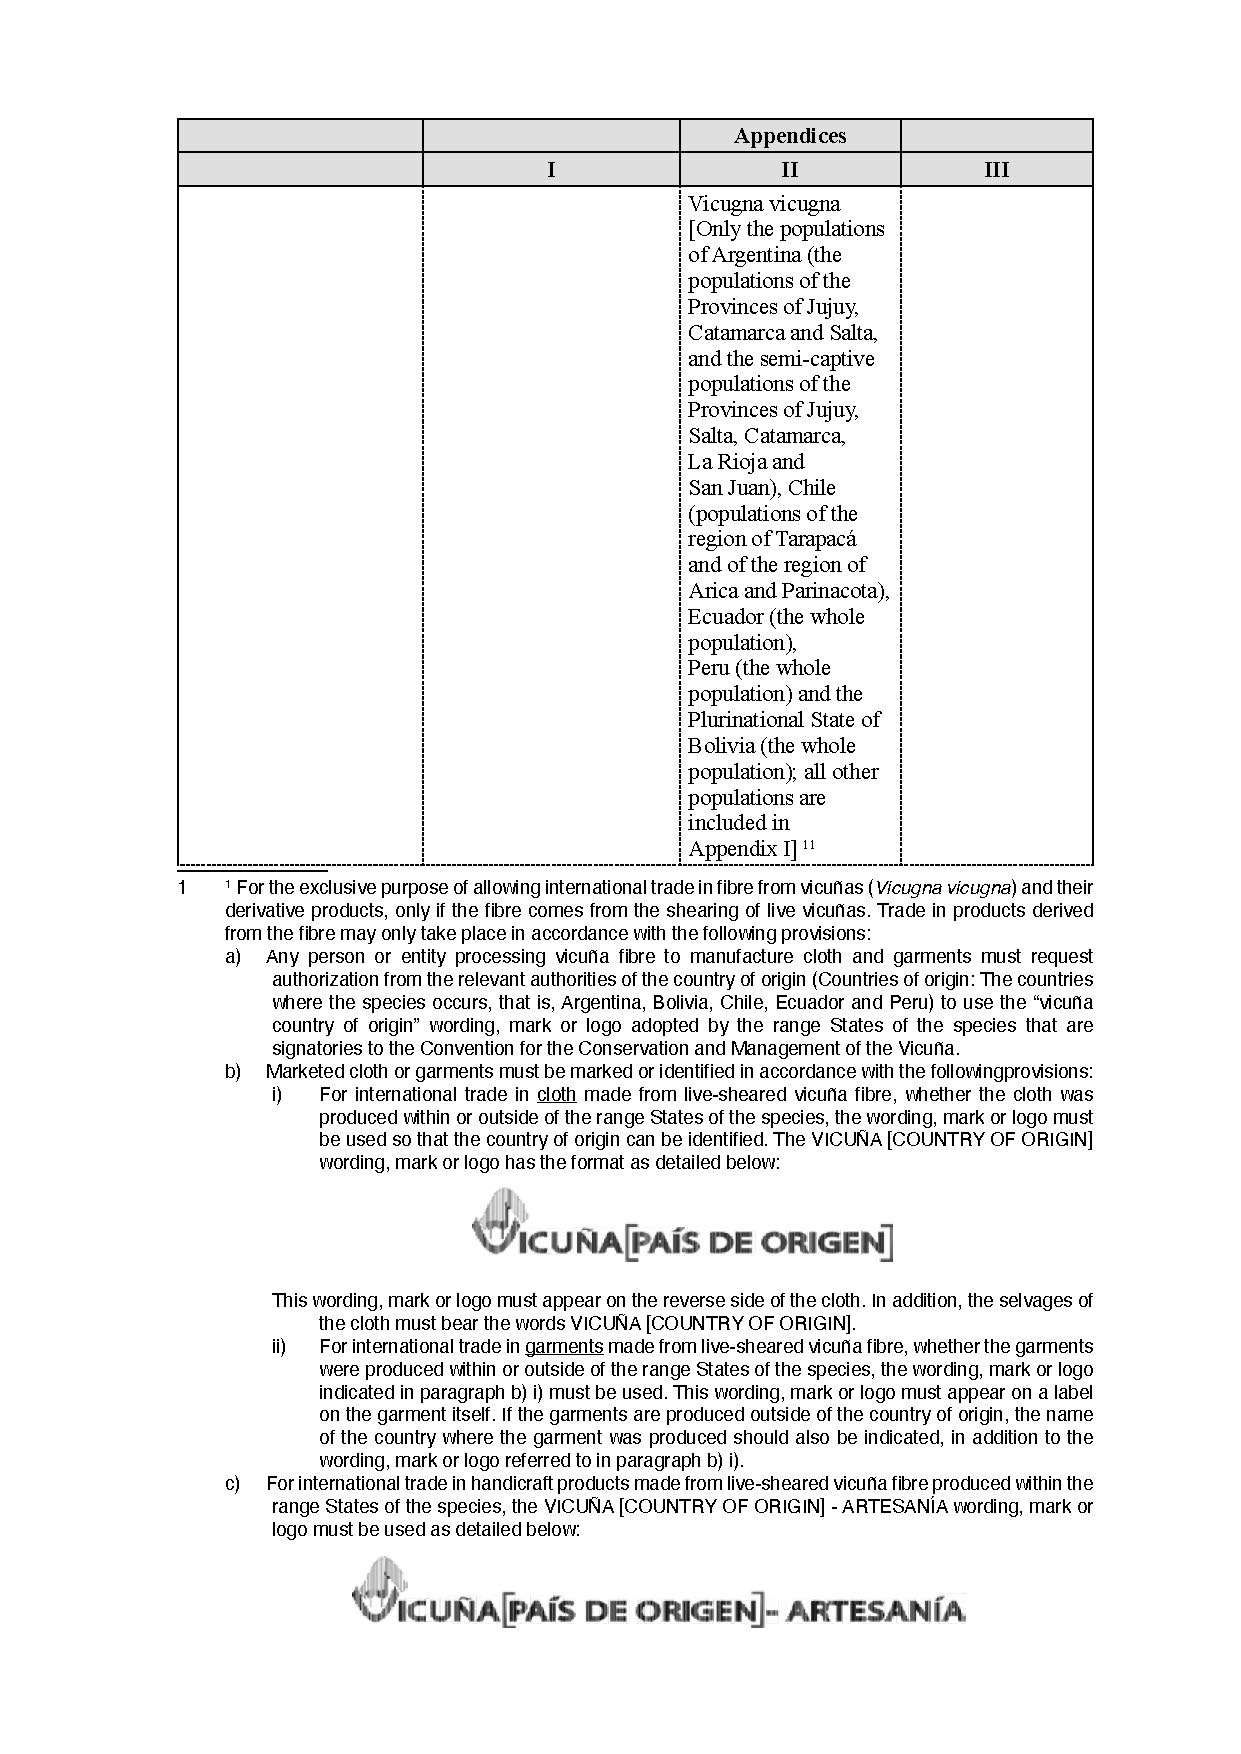 Appendices
I II III
Vicugna vicugna
[Only the populations
of Argentina (the
populations of the
Provinces of Jujuy,
Catamarca and Salta,
and the semi-captive
populations of the
Provinces of Jujuy,
Salta, Catamarca,
La Rioja and
San Juan), Chile
(populations of the
region of Tarapacá
and of the region of
Arica and Parinacota),
Ecuador (the whole
population),
Peru (the whole
population) and the
Plurinational State of
Bolivia (the whole
population); all other
populations are
included in
Appendix I] 11
1 1 For the exclusive purpose of allowing international trade in fibre from vicuñas (Vicugna vicugna) and their
derivative products, only if the fibre comes from the shearing of live vicuñas. Trade in products derived
from the fibre may only take place in accordance with the following provisions:
a) Any person or entity processing vicuña fibre to manufacture cloth and garments must request
authorization from the relevant authorities of the country of origin (Countries of origin: The countries
where the species occurs, that is, Argentina, Bolivia, Chile, Ecuador and Peru) to use the “vicuña
country of origin” wording, mark or logo adopted by the range States of the species that are
signatories to the Convention for the Conservation and Management of the Vicuña.
b) Marketed cloth or garments must be marked or identified in accordance with the followingprovisions:
i) For international trade in cloth made from live-sheared vicuña fibre, whether the cloth was
produced within or outside of the range States of the species, the wording, mark or logo must
be used so that the country of origin can be identified. The VICUÑA [COUNTRY OF ORIGIN]
wording, mark or logo has the format as detailed below:
VICUÑA[PAÍS DE ORIGEN]
This wording, mark or logo must appear on the reverse side of the cloth. In addition, the selvages of
the cloth must bear the words VICUÑA [COUNTRY OF ORIGIN].
ii) For international trade in garments made from live-sheared vicuña fibre, whether the garments
were produced within or outside of the range States of the species, the wording, mark or logo
indicated in paragraph b) i) must be used. This wording, mark or logo must appear on a label
on the garment itself. If the garments are produced outside of the country of origin, the name
of the country where the garment was produced should also be indicated, in addition to the
wording, mark or logo referred to in paragraph b) i).
c) For international trade in handicraft products made from live-sheared vicuña fibre produced within the
range States of the species, the VICUÑA [COUNTRY OF ORIGIN] - ARTESANÍA wording, mark or
logo must be used as detailed below:
VICUÑA[PAÍS DE ORIGEN]- ARTESANÍA